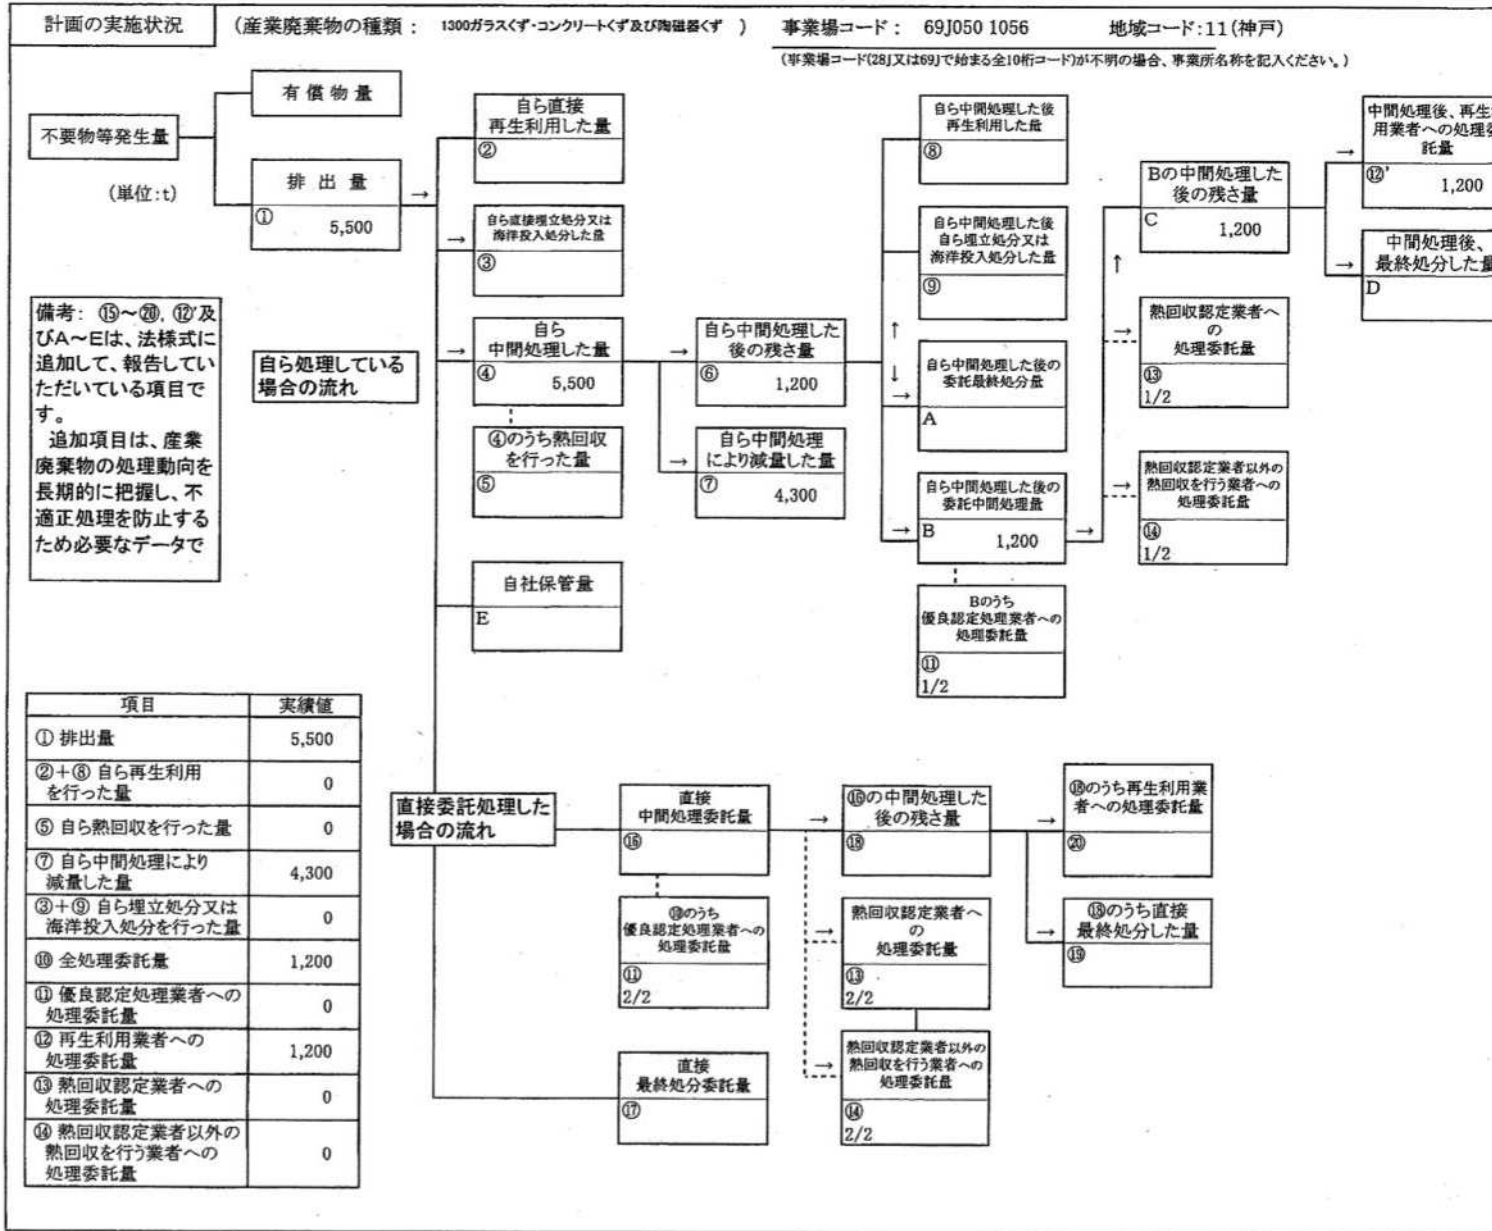 計画の実施状況
(産業廃棄物の種類： 1300ガラスくず・コンクリートくず及び陶磁器くず ) 事業場コード： 69J050 1056 地域コード:11(神戸)
(事業場コード(28J又は69Jで始まる全10桁コード)が不明の場合、事業所名称を記入ください。)
不要物等発生量
(単位:t)
有償物量
排出量
① 5,500
備考: ⑮～⑳, ⑫'及
びA～Eは、法様式に
追加して、報告してい
ただいている項目で
す。
追加項目は、産業
廃棄物の処理動向を
長期的に把握し、不
適正処理を防止する
ため必要なデータで
自ら処理している
場合の流れ
自ら直接
再生利用した量
②
自ら直接埋立処分又は
海洋投入処分した量
③
自ら
中間処理した量
④ 5,500
④のうち熱回収
を行った量
⑤
自社保管量
E
自ら中間処理した
後の残さ量
⑥ 1,200
自ら中間処理
により減量した量
⑦ 4,300
自ら中間処理した後
再生利用した量
⑧
自ら中間処理した後
自ら埋立処分又は
海洋投入処分した量
⑨
自ら中間処理した後の
委託最終処分量
A
自ら中間処理した後の
委託中間処理量
B 1,200
Bのうち
優良認定処理業者への
処理委託量
⑪
1/2
Bの中間処理した
後の残さ量
C 1,200
熱回収認定業者へ
の
処理委託量
⑬
1/2
熱回収認定業者以外の
熱回収を行う業者への
処理委託量
⑭
1/2
中間処理後、再生
用業者への処理
託量
⑫' 1,200
中間処理後、
最終処分した量
D
項目 実績値
① 排出量 5,500
②+⑧ 自ら再生利用
を行った量 0
⑤ 自ら熱回収を行った量 0
⑦ 自ら中間処理により
減量した量 4,300
③+⑨ 自ら埋立処分又は
海洋投入処分を行った量 0
⑩ 全処理委託量 1,200
⑪ 優良認定処理業者への
処理委託量 0
⑫ 再生利用業者への
処理委託量 1,200
⑬ 熱回収認定業者への
処理委託量 0
⑭ 熱回収認定業者以外の
熱回収を行う業者への
処理委託量 0
直接委託処理した
場合の流れ
直接
中間処理委託量
⑯
のうち
優良認定処理業者への
処理委託量
⑪
2/2
直接
最終処分委託量
⑰
⑯の中間処理した
後の残さ量
⑱
熱回収認定業者へ
の
処理委託量
⑬
2/2
熱回収認定業者以外の
熱回収を行う業者への
処理委託量
⑭
2/2
⑱のうち再生利用業
者への処理委託量
⑳
⑱のうち直接
最終処分した量
⑲